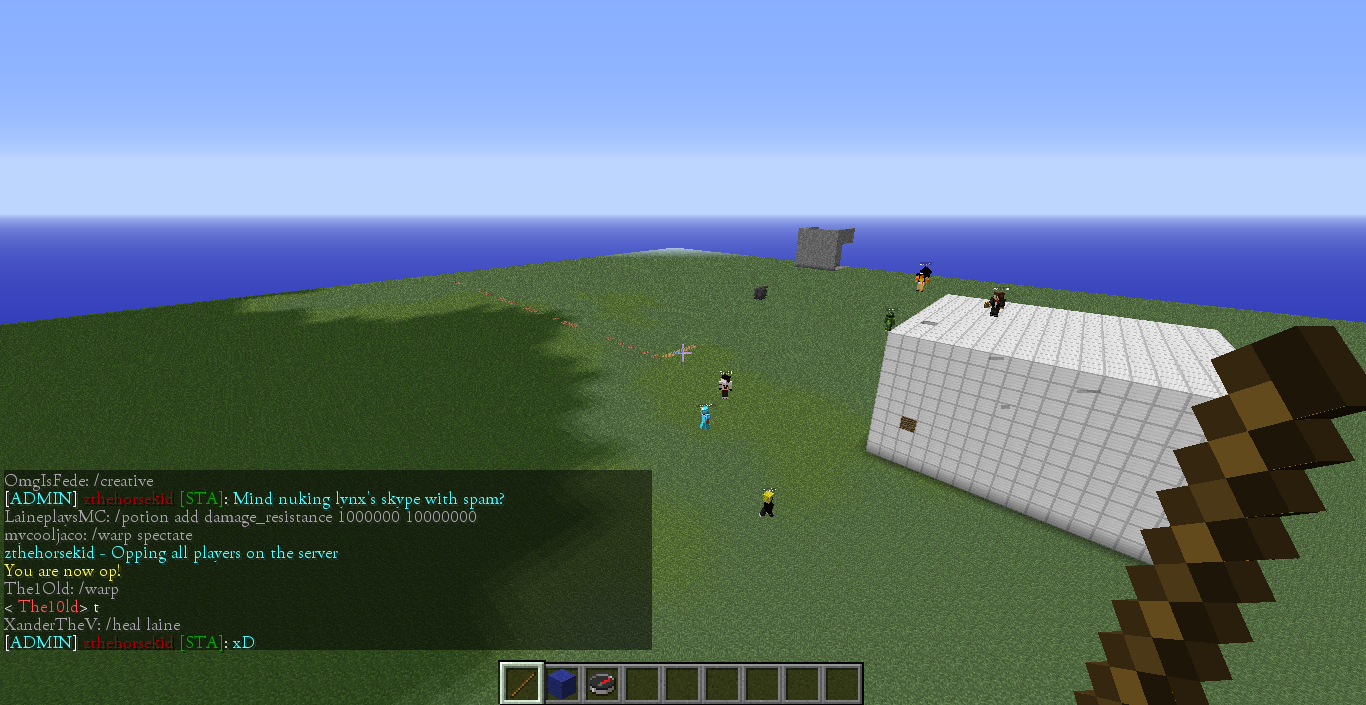 OmgIsFede: /creative
[ADMIN] zthehorsekid [STA]: Mind nuking lynx's skype with spam?
LaineplaysMC: /potion add damage_resistance 1000000 10000000
mvcooljaco: /warp spectate
zthehorsekid - Opping all players on the server
You are now op!
The1Old: /warp
< The10ld> t
XanderTheV: /heal laine
[ADMIN] zthehorsekid [STA]: xD